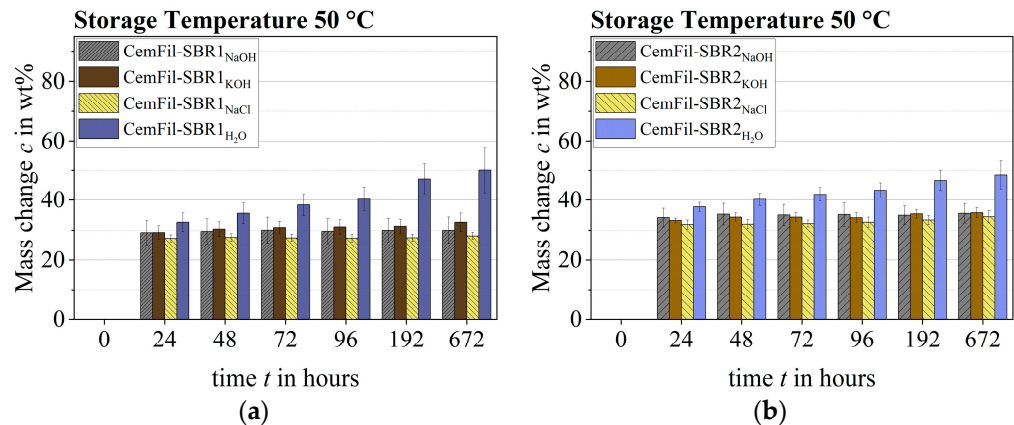 Storage Temperature 50 °C
Mass change c in wt%
80
60
40
20
0
CemFil-SBR1NaOH
CemFil-SBR1KOH
CemFil-SBR1NaCl
CemFil-SBR1H2O
0 24 48 72 96 192 672
time t in hours
(a)
Storage Temperature 50 °C
Mass change c in wt%
80
60
40
20
0
CemFil-SBR2NaOH
CemFil-SBR2KOH
CemFil-SBR2NaCl
CemFil-SBR2H2O
0 24 48 72 96 192 672
time t in hours
(b)